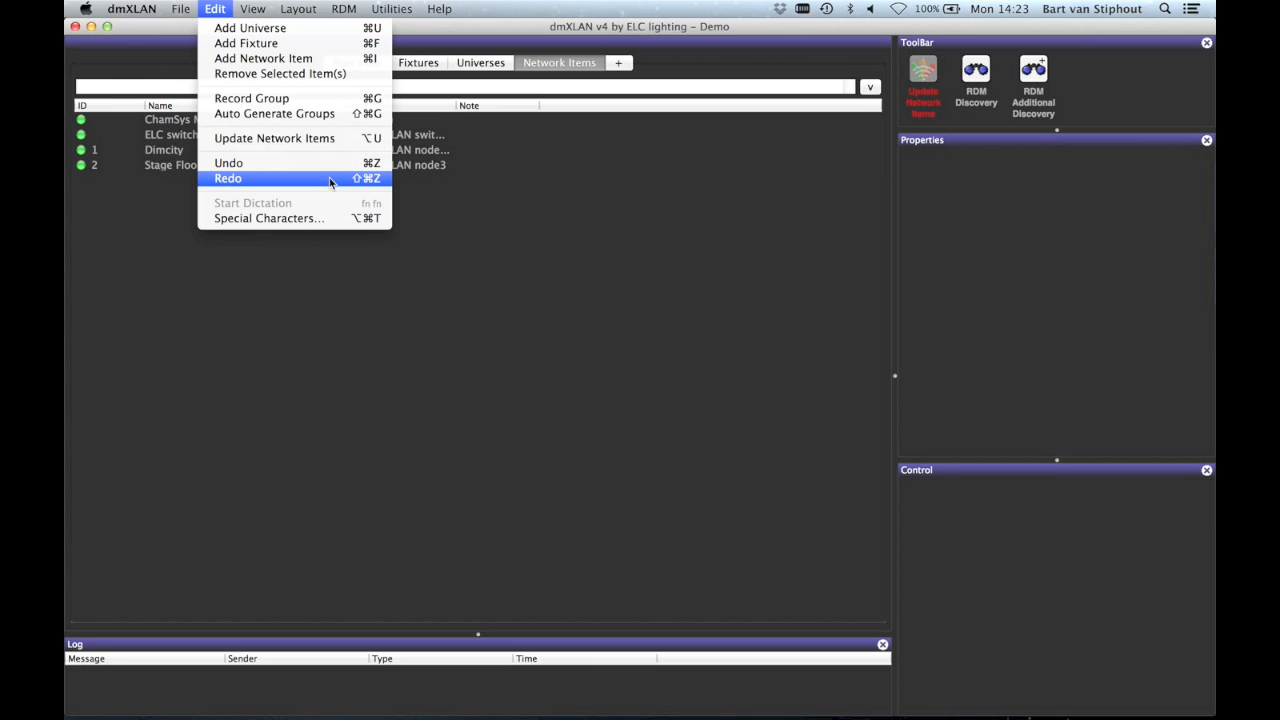 dmXLAN File Edit View Layout RDM Utilities Help 100% Mon 14:23 Bart van Stiphout
dmXLAN v4 by ELC lighting – Demo
Add Universe ⌘U
Add Fixture ⌘F
Add Network Item ⌘I
Remove Selected Item(s)
Record Group ⌘G
Auto Generate Groups ⇧⌘G
Update Network Items ⌥U
Undo ⌘Z
Redo ⇧⌘Z
Start Dictation fn fn
Special Characters... ⌥⌘T
Fixtures Universes Network Items +
v
ID Name Note
ChamSys
ELC switch LAN swit...
1 Dimcity LAN node...
2 Stage Floo LAN node3
ToolBar
Update Network Items
RDM Discovery
RDM Additional Discovery
Properties
Control
Log
Message Sender Type Time